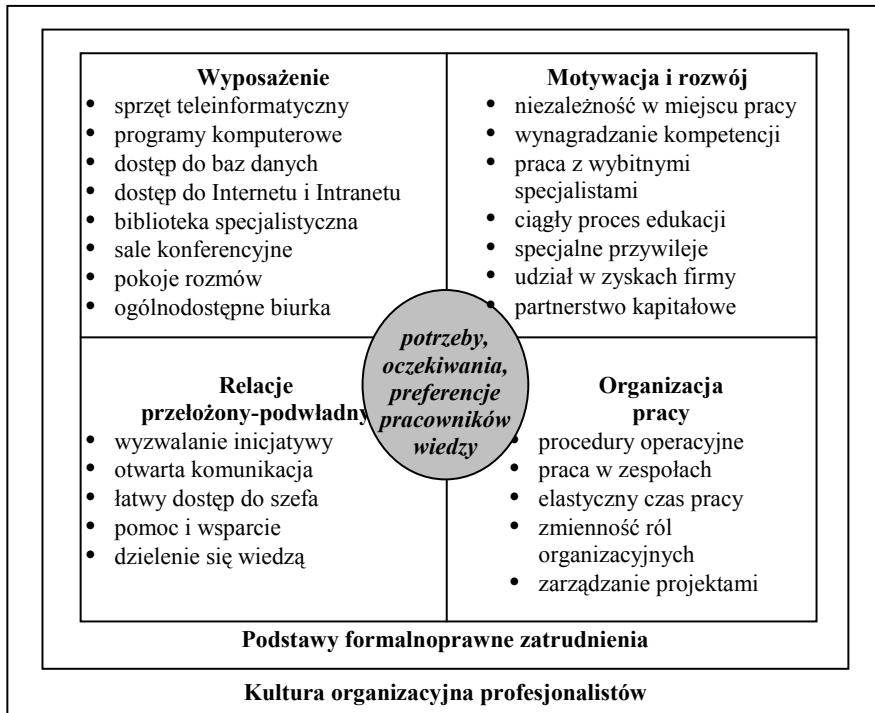 Wyposażenie
• sprzęt teleinformatyczny
• programy komputerowe
• dostęp do baz danych
• dostęp do Internetu i Intranetu
• biblioteka specjalistyczna
• sale konferencyjne
• pokoje rozmów
• ogólnodostępne biurka
Motywacja i rozwój
• niezależność w miejscu pracy
• wynagradzanie kompetencji
• praca z wybitnymi
specjalistami
• ciągły proces edukacji
• specjalne przywileje
• udział w zyskach firmy
• partnerstwo kapitałowe
potrzeby,
oczekiwania,
preferencje
pracowników
wiedzy
Relacje
przełożony-podwładny
• wyzwalanie inicjatywy
• otwarta komunikacja
• łatwy dostęp do szefa
• pomoc i wsparcie
• dzielenie się wiedzą
Organizacja
pracy
• procedury operacyjne
• praca w zespołach
• elastyczny czas pracy
• zmienność ról
organizacyjnych
• zarządzanie projektami
Podstawy formalnoprawne zatrudnienia
Kultura organizacyjna profesjonalistów